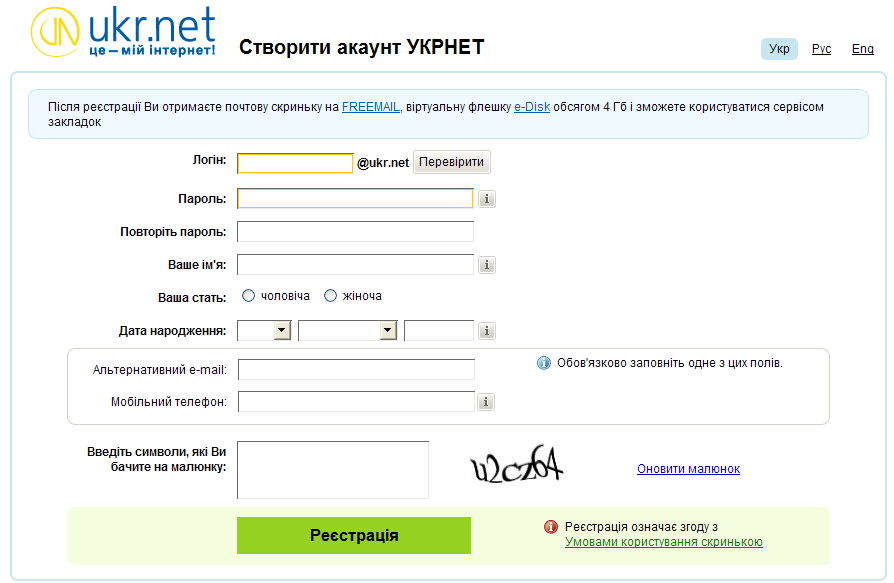 ukr.net
це – мій інтернет!
Створити акаунт УКРНЕТ
Укр Рус Eng
Після реєстрації Ви отримаєте почтову скриньку на FREEMAIL, віртуальну флешку e-Disk обсягом 4 Гб і зможете користуватися сервісом
закладок
Логін: @ukr.net Перевірити
Пароль:
Повторіть пароль:
Ваше ім'я:
Ваша стать: чоловіча жіноча
Дата народження:
Альтернативний e-mail: Обов'язково заповніть одне з цих полів.
Мобільний телефон:
Введіть символи, які Ви
бачите на малюнку:
u2cz64
Оновити малюнок
Реєстрація
Реєстрація означає згоду з
Умовами користування скринькою